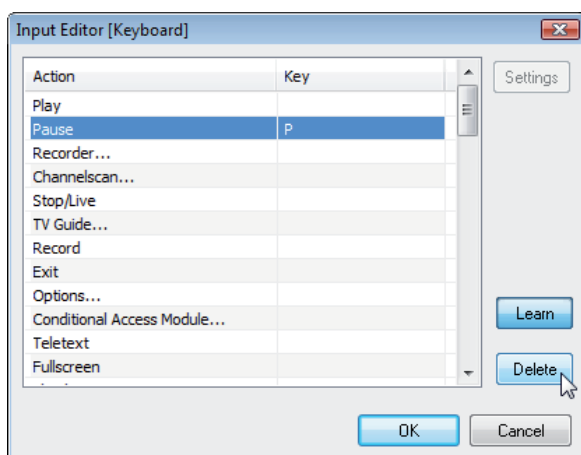 Input Editor [Keyboard]
Action Key
Settings
Play
Pause P
Recorder...
Channelscan...
Stop/Live
TV Guide...
Record
Exit
Options...
Conditional Access Module...
Learn
Teletext
Fullscreen
Delete
OK Cancel